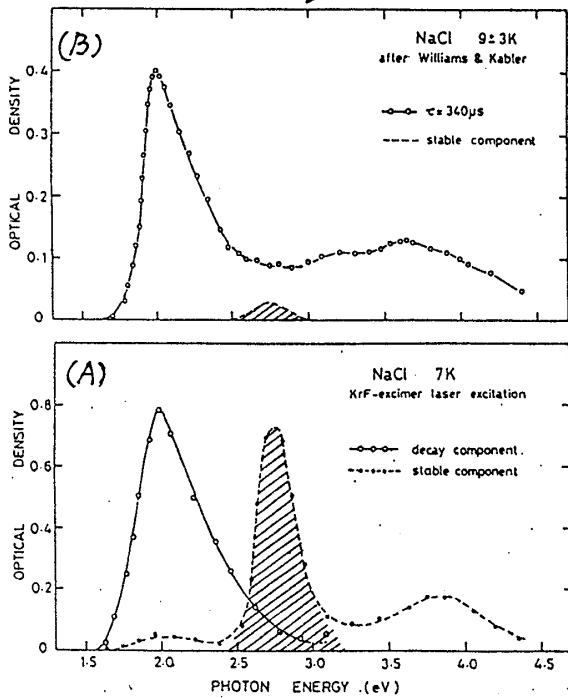 (B)
NaCl 9±3K
after Williams & Kabler
τ= 340μs
stable component
OPTICAL DENSITY
0.4
0.3
0.2
0.1
0
(A)
NaCl 7K
KrF-excimer laser excitation
decay component.
stable component
OPTICAL DENSITY
0.8
0.6
0.4
0.2
0
1.5 2.0 2.5 3.0 3.5 4.0 4.5
PHOTON ENERGY (eV)